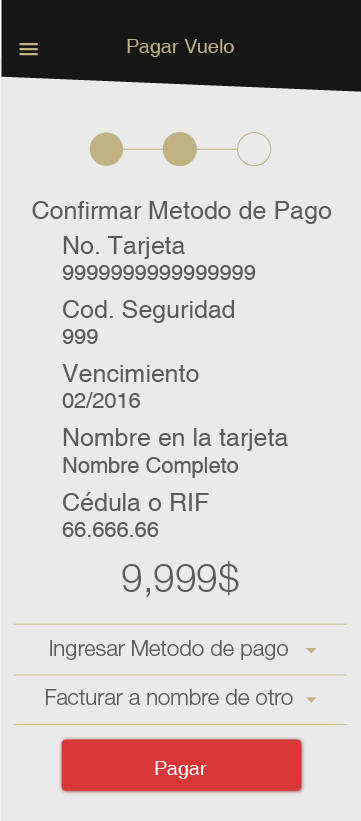 Pagar Vuelo
Confirmar Metodo de Pago
No. Tarjeta
9999999999999999
Cod. Seguridad
999
Vencimiento
02/2016
Nombre en la tarjeta
Nombre Completo
Cédula o RIF
66.666.66
9,999$
Ingresar Metodo de pago
Facturar a nombre de otro
Pagar